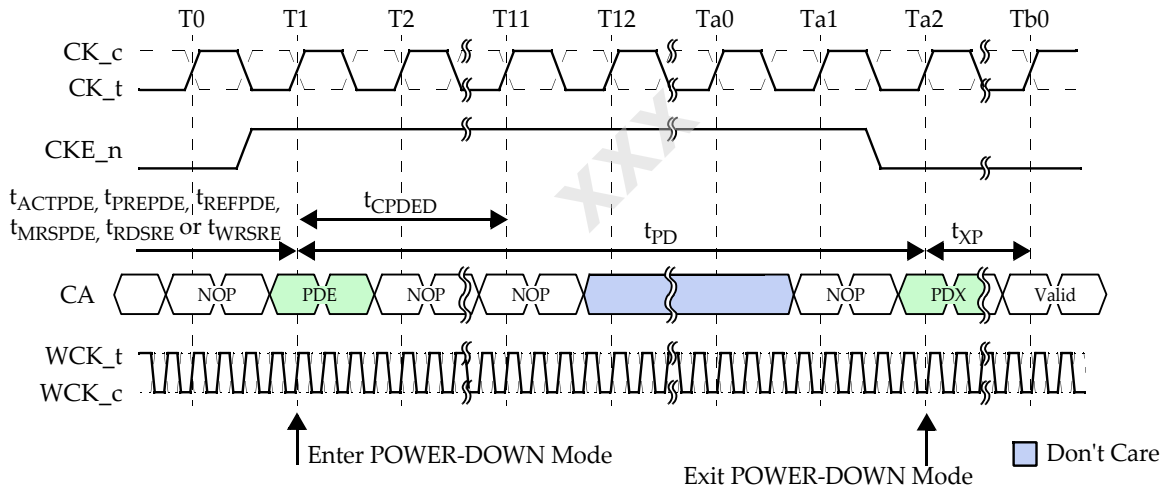 T0 T1 T2 T11 T12 Ta0 Ta1 Ta2 Tb0
CK_c
CK_t
CKE_n
xxx
tACTPDE, tPREPDE, tREFPDE,
tMRSPDE, tRDSRE or tWRSRE
tCPDED
tPD
tXP
CA NOP PDE NOP NOP NOP PDX Valid
WCK_t
WCK_c
Enter POWER-DOWN Mode
Exit POWER-DOWN Mode
Don't Care